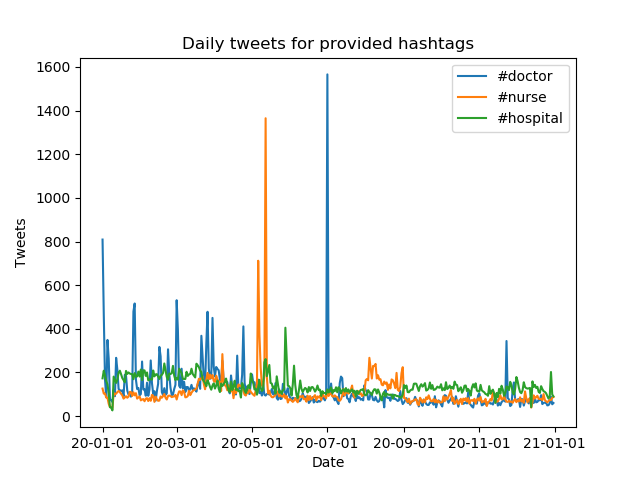 Daily tweets for provided hashtags
#doctor
#nurse
#hospital
1600
1400
1200
1000
800
600
400
200
0
Tweets
20-01-01 20-03-01 20-05-01 20-07-01 20-09-01 20-11-01 21-01-01
Date